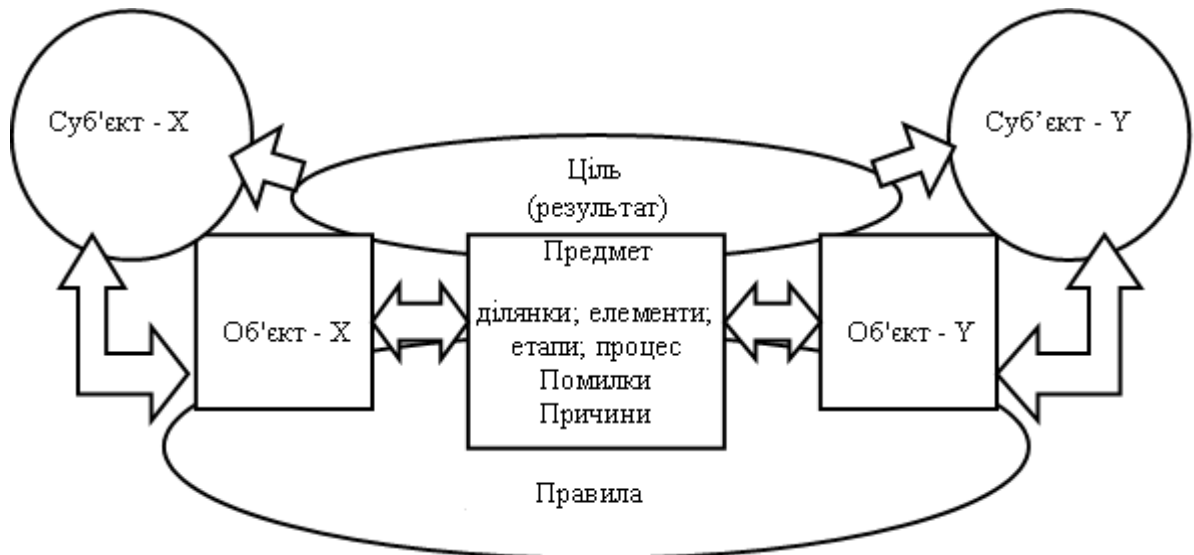 Суб'єкт - X
Суб’єкт - Y
Ціль
(результат)
Предмет
ділянки; елементи;
етапи; процес
Помилки
Причини
Об'єкт - X
Об'єкт - Y
Правила